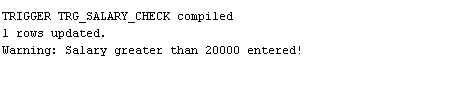 TRIGGER TRG_SALARY_CHECK compiled
1 rows updated.
Warning: Salary greater than 20000 entered!